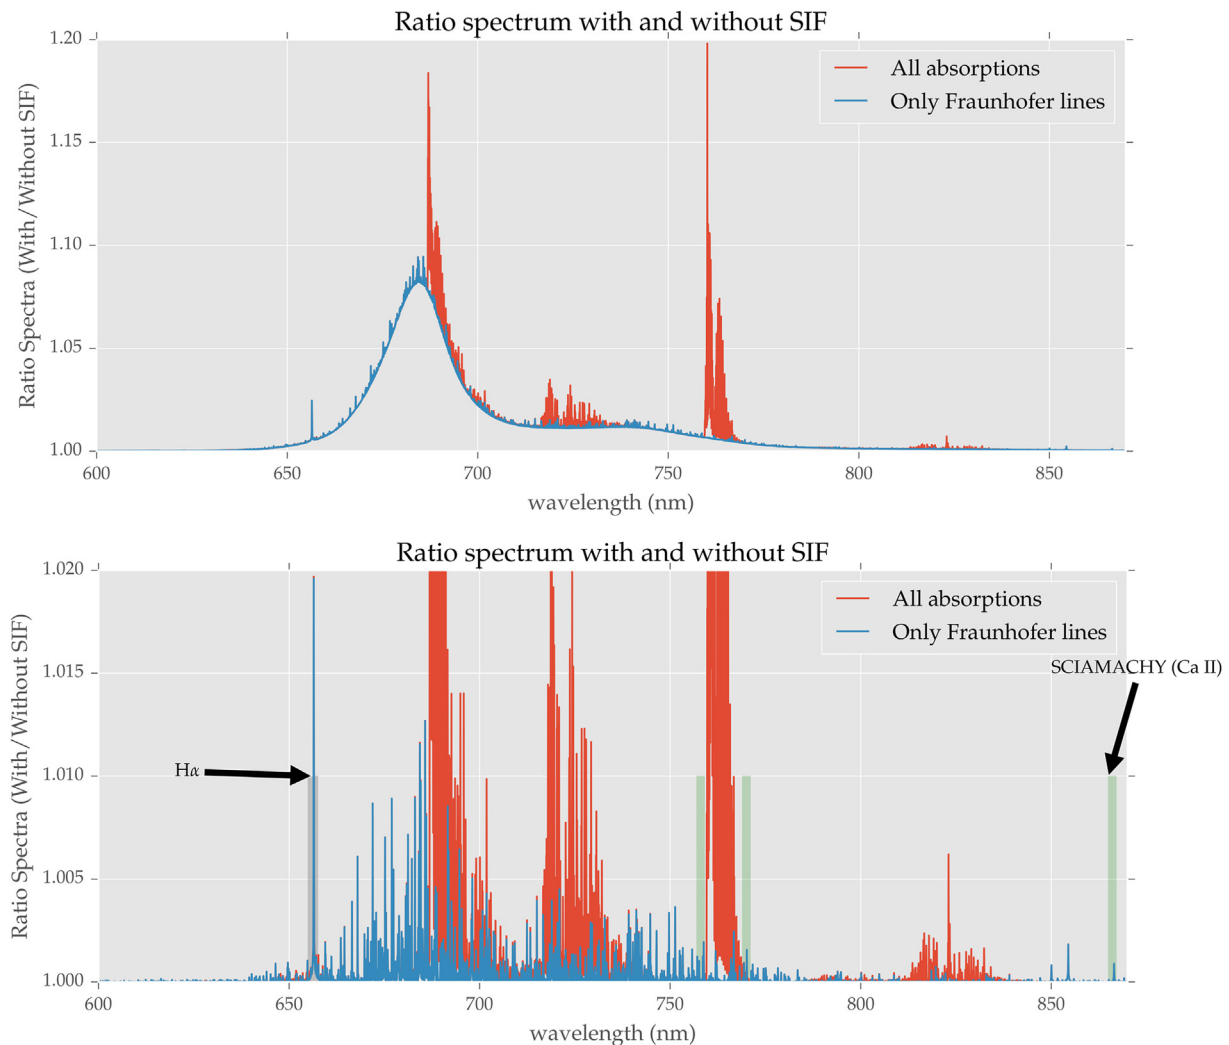 Ratio spectrum with and without SIF
1.20
1.15
1.10
1.05
1.00
Ratio Spectra (With/Without SIF)
All absorptions
Only Fraunhofer lines
600 650 700 750 800 850
wavelength (nm)
Ratio spectrum with and without SIF
1.020
1.015
1.010
1.005
1.000
Ratio Spectra (With/Without SIF)
All absorptions
Only Fraunhofer lines
SCIAMACHY (Ca II)
Hα
600 650 700 750 800 850
wavelength (nm)